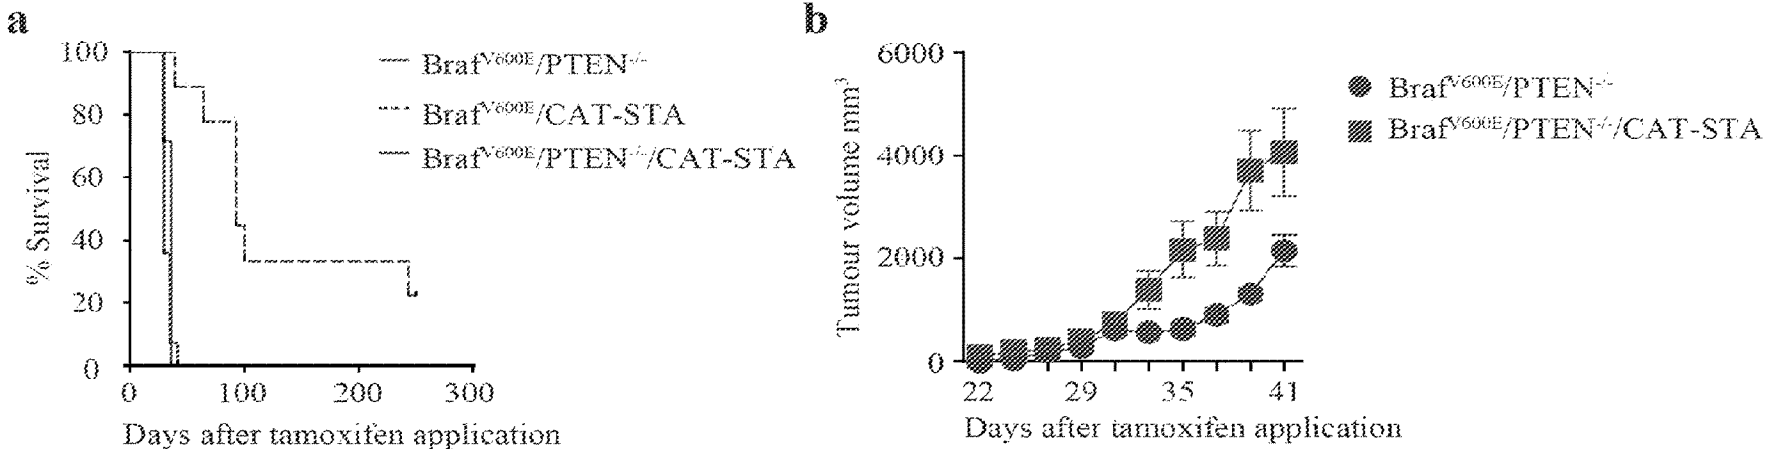 a
100
80
60
40
20
0
% Survival
0 100 200 300
Days after tamoxifen application
Braf^V600E/PTEN^-/-
Braf^V600E/CAT-STA
Braf^V600E/PTEN^-/-/CAT-STA
b
6000
4000
2000
0
Tumour volume mm³
22 29 35 41
Days after tamoxifen application
Braf^V600E/PTEN^-/-
Braf^V600E/PTEN^-/-/CAT-STA